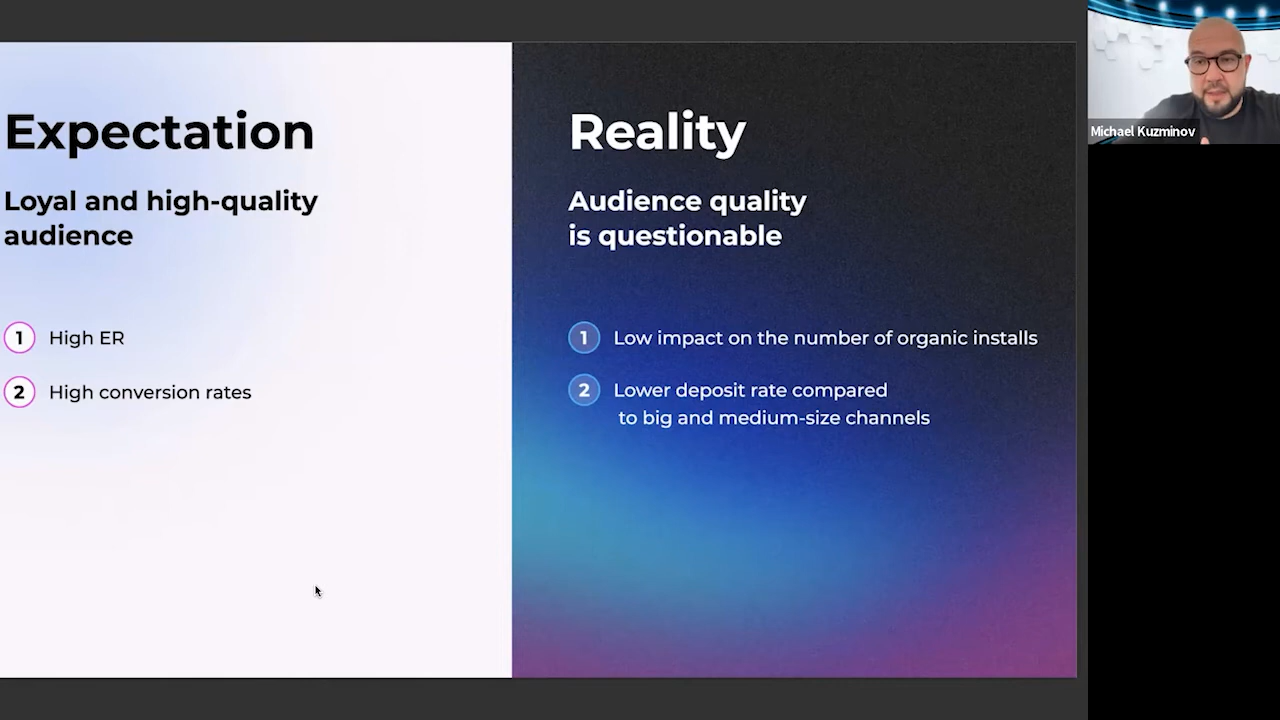 Expectation
Loyal and high-quality
audience
1 High ER
2 High conversion rates
Reality
Audience quality
is questionable
1 Low impact on the number of organic installs
2 Lower deposit rate compared
to big and medium-size channels
Michael Kuzminov